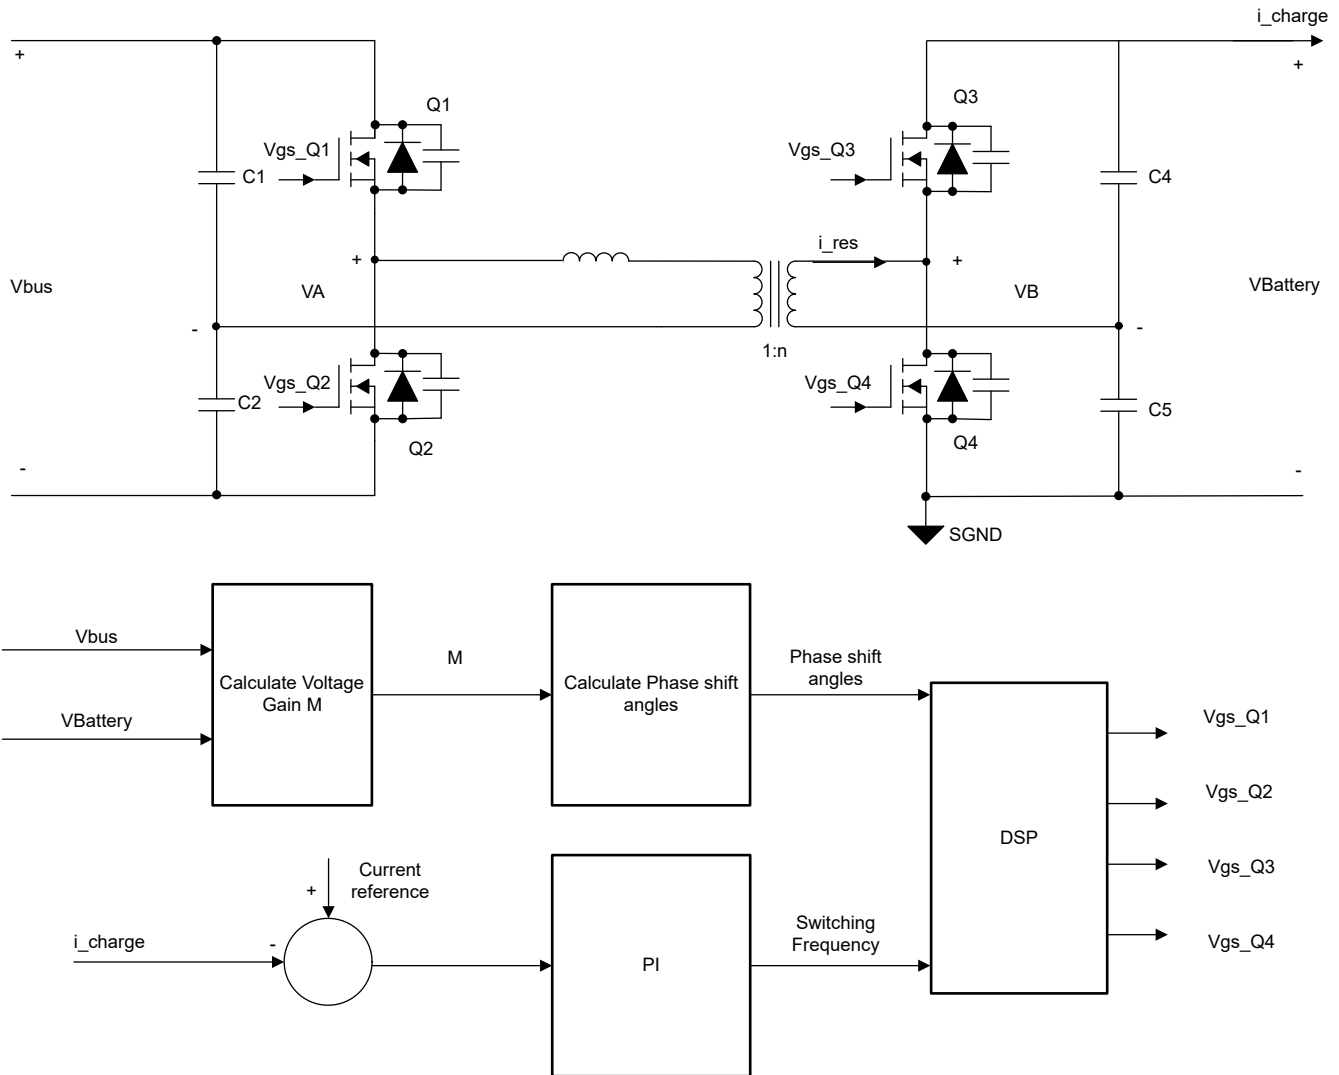 i_charge
+
+
Q1
Q3
Vgs_Q1
Vgs_Q3
C1
C4
i_res
+
+
Vbus
VA
VB
VBattery
-
-
1:n
Vgs_Q2
Vgs_Q4
C2
C5
Q2
Q4
-
-
SGND
Vbus
VBattery
Calculate Voltage
Gain M
M
Calculate Phase shift
angles
Phase shift
angles
Vgs_Q1
Vgs_Q2
DSP
Vgs_Q3
Vgs_Q4
Current
reference
+
i_charge
-
PI
Switching
Frequency